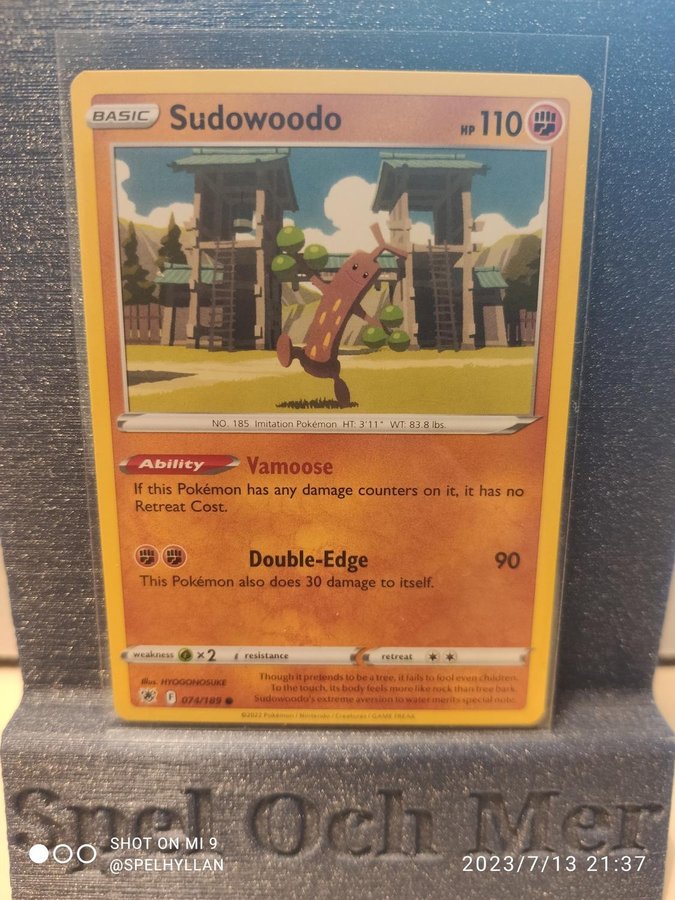 BASIC Sudowoodo HP 110
NO. 185 Imitation Pokémon HT: 3'11" WT: 83.8 lbs.
Ability Vamoose
If this Pokémon has any damage counters on it, it has no
Retreat Cost.
Double-Edge 90
This Pokémon also does 30 damage to itself.
weakness ×2 resistance retreat
Illus. HYOGONOSUKE
F 074/189
Though it pretends to be a tree, it fails to fool even children.
To the touch, its body feels more like rock than tree bark.
Sudowoodo's extreme aversion to water merits special note.
©2022 Pokémon / Nintendo / Creatures / GAME FREAK
Spel Och Mer
SHOT ON MI 9
@SPELHYLLAN
2023/7/13 21:37